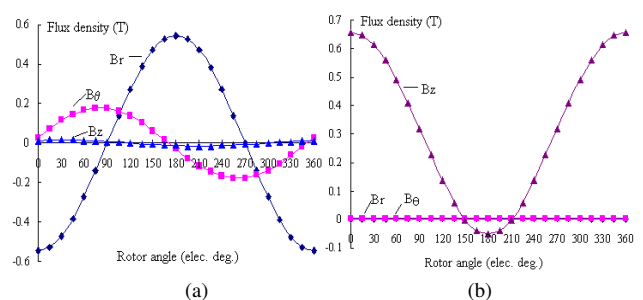 Flux density (T)
0.6
0.4
0.2
0
-0.2
-0.4
-0.6
Br
Bθ
Bz
0 30 60 90 120 150 180 210 240 270 300 330 360
Rotor angle (elec. deg.)
(a)
Flux density (T)
0.7
0.6
0.5
0.4
0.3
0.2
0.1
0
-0.1
Bz
Br
Bθ
0 30 60 90 120 150 180 210 240 270 300 330 360
Rotor angle (elec. deg.)
(b)